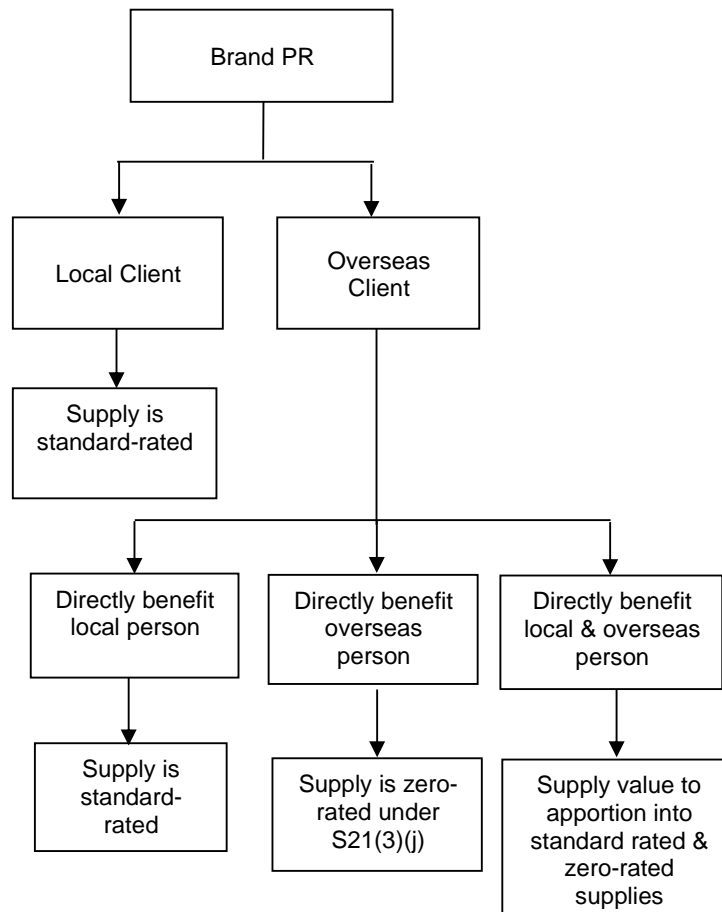 Brand PR
Local Client
Overseas
Client
Supply is
standard-rated
Directly benefit
local person
Directly benefit
overseas
person
Directly benefit
local & overseas
person
Supply is
standard-
rated
Supply is zero-
rated under
S21(3)(j)
Supply value to
apportion into
standard rated &
zero-rated
supplies